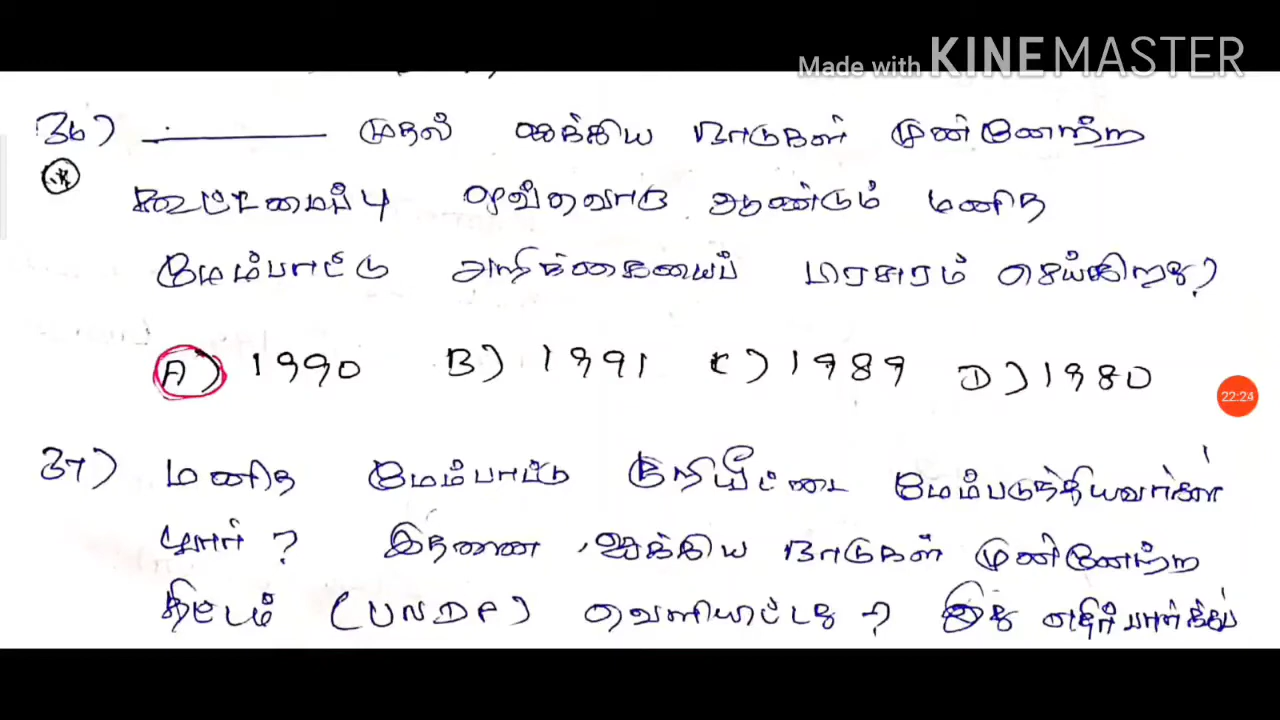 Made with KINEMASTER
36) ______ முதல் ஐக்கிய நாடுகள் முன்னேற்ற
கூட்டமைப்பு ஒவ்வொரு ஆண்டும் மனித
மேம்பாட்டு அறிக்கையைப் பிரசுரம் செய்கிறது?
A) 1990 B) 1991 C) 1989 D) 1980
22:24
37) மனித மேம்பாட்டு குறியீட்டை மேம்படுத்தியவர்கள்
யார்? இதனை ஐக்கிய நாடுகள் முன்னேற்ற
திட்டம் (UNDP) வெளியிட்டது? இது எதிர்பார்க்கப்